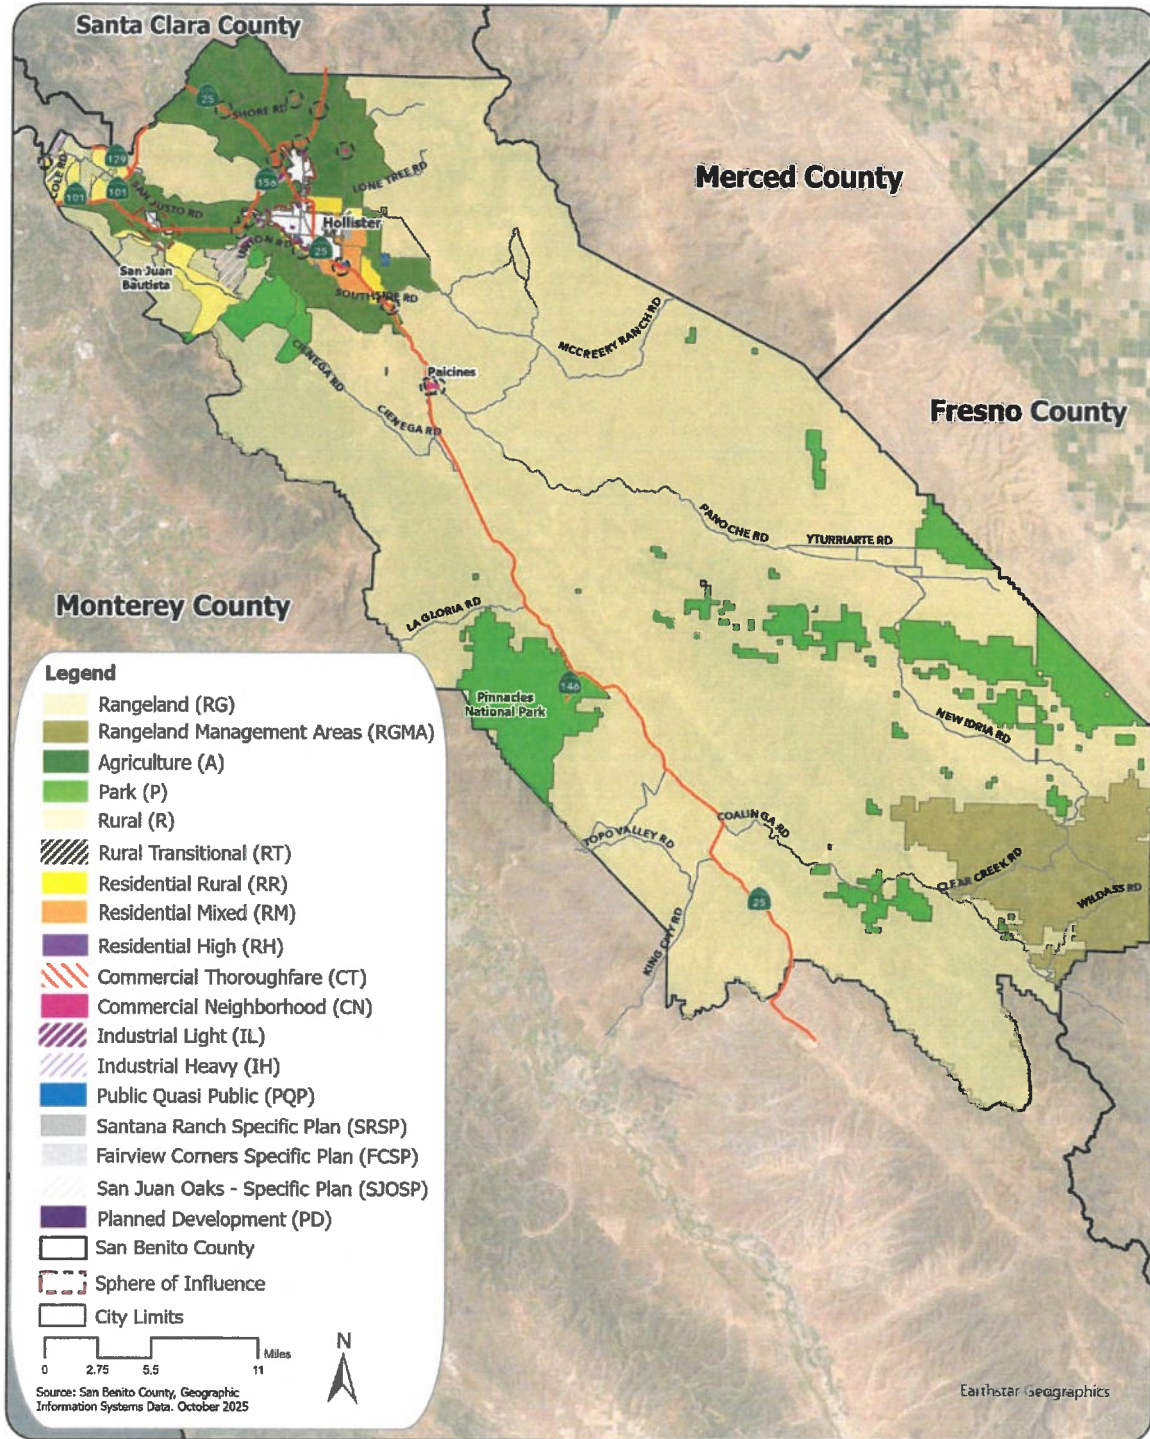 Santa Clara County
Merced County
Fresno County
Monterey County
25
SHORE RD
129
COLE RD
101
101
156
SAN JUSTO RD
LONE TREE RD
Hollister
UNION RD
25
San Juan
Bautista
SOUTHSIDE RD
MCCREEKY RANCH RD
CIENEGA RD
Paicines
CIENEGA RD
PANOCHE RD
YTURRIARTE RD
LA GLORIA RD
146
Pinnacles
National Park
NEW IDRIA RD
COALINGA RD
TOPO VALLEY RD
CLEAR CREEK RD
WILDASS RD
25
KING CITY RD
Legend
Rangeland (RG)
Rangeland Management Areas (RGMA)
Agriculture (A)
Park (P)
Rural (R)
Rural Transitional (RT)
Residential Rural (RR)
Residential Mixed (RM)
Residential High (RH)
Commercial Thoroughfare (CT)
Commercial Neighborhood (CN)
Industrial Light (IL)
Industrial Heavy (IH)
Public Quasi Public (PQP)
Santana Ranch Specific Plan (SRSP)
Fairview Corners Specific Plan (FCSP)
San Juan Oaks - Specific Plan (SJOSP)
Planned Development (PD)
San Benito County
Sphere of Influence
City Limits
Miles
0 2.75 5.5 11
N
Source: San Benito County, Geographic
Information Systems Data. October 2025
Earthstar Geographics